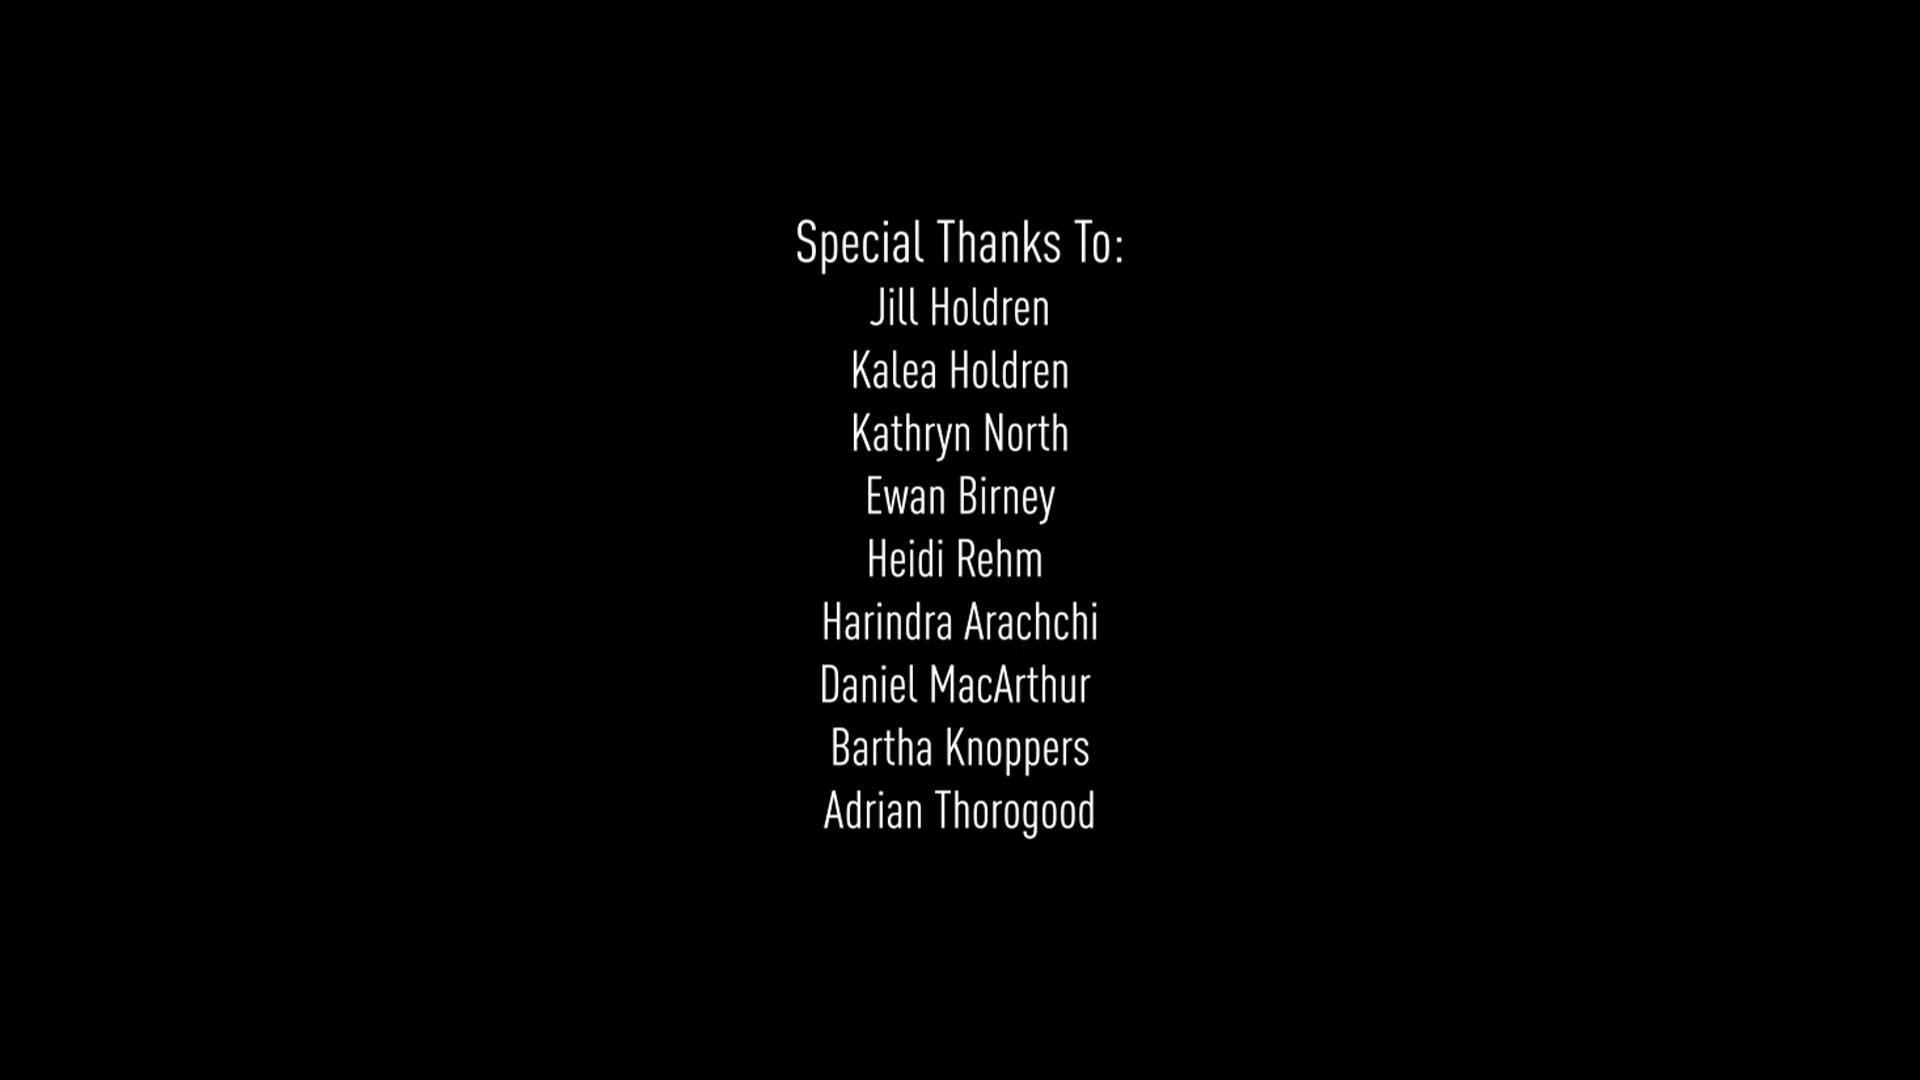 Special Thanks To:
Jill Holdren
Kalea Holdren
Kathryn North
Ewan Birney
Heidi Rehm
Harindra Arachchi
Daniel MacArthur
Bartha Knoppers
Adrian Thorogood